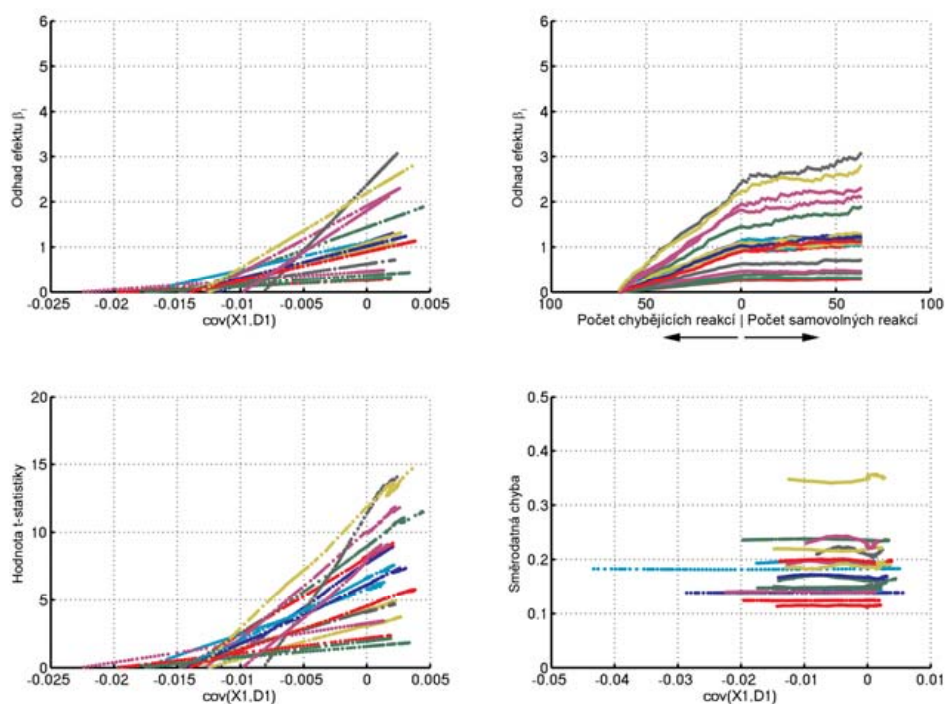 6
5
4
3
2
1
0
Odhad efektu βi
-0.025 -0.02 -0.015 -0.01 -0.005 0 0.005
cov(X1,D1)
6
5
4
3
2
1
0
Odhad efektu βi
100 50 0 50 100
Počet chybějících reakcí | Počet samovolných reakcí
20
15
10
5
0
Hodnota t-statistiky
-0.025 -0.02 -0.015 -0.01 -0.005 0 0.005
cov(X1,D1)
0.5
0.4
0.3
0.2
0.1
0
Směrodatná chyba
-0.05 -0.04 -0.03 -0.02 -0.01 0 0.01
cov(X1,D1)